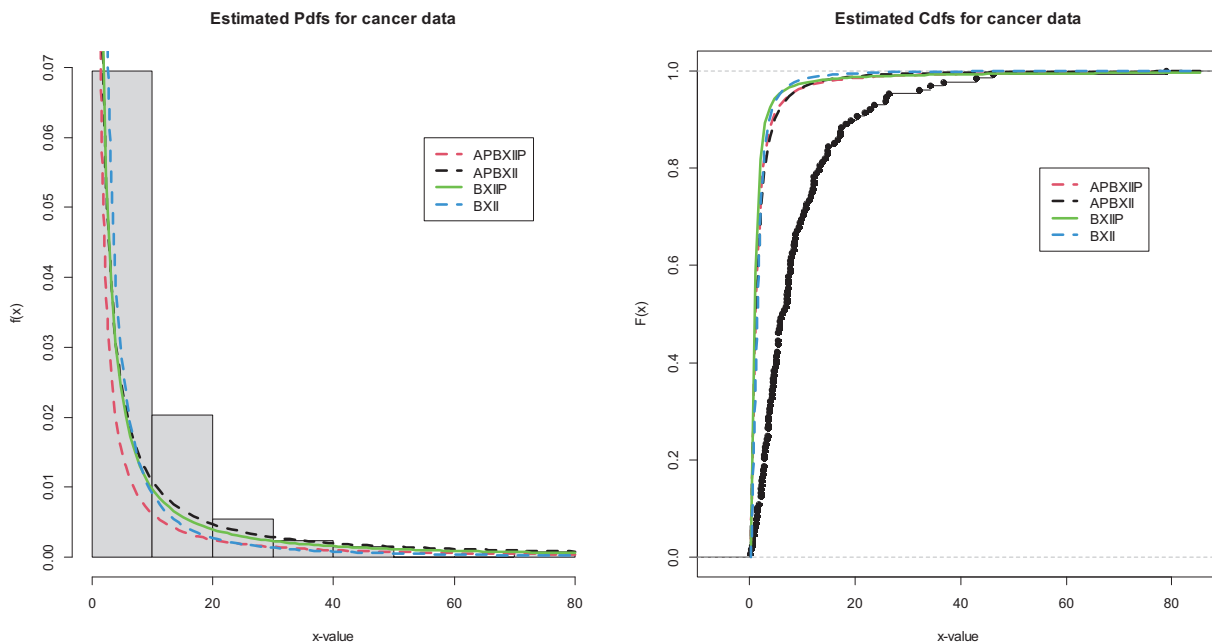 Estimated Pdfs for cancer data
f(x)
0.07
0.06
0.05
0.04
0.03
0.02
0.01
0.00
APBXIIP
APBXII
BXIIP
BXII
0
20
40
60
80
x-value
Estimated Cdfs for cancer data
F(x)
1.0
0.8
0.6
0.4
0.2
0.0
APBXIIP
APBXII
BXIIP
BXII
0
20
40
60
80
x-value